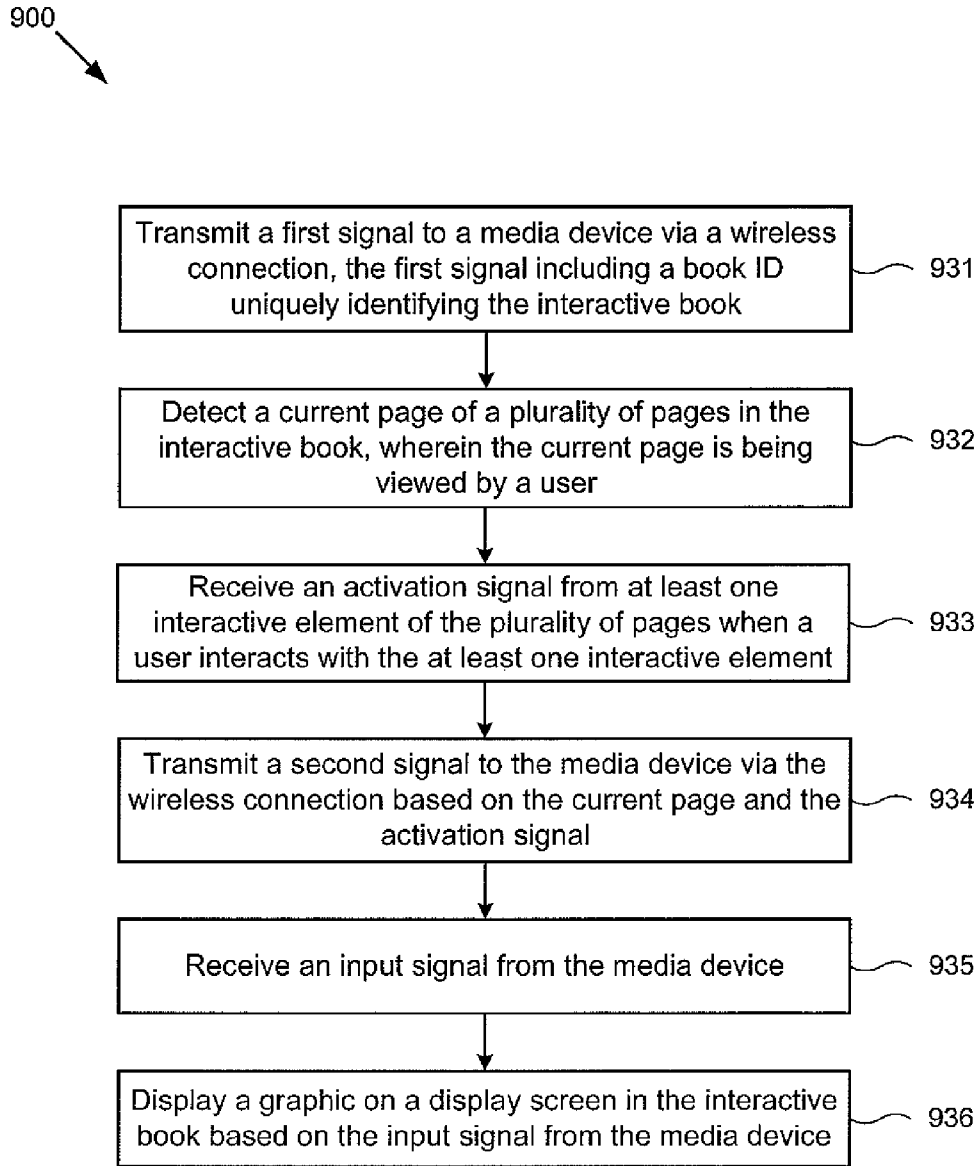 900
Transmit a first signal to a media device via a wireless
connection, the first signal including a book ID
uniquely identifying the interactive book
931
Detect a current page of a plurality of pages in the
interactive book, wherein the current page is being
viewed by a user
932
Receive an activation signal from at least one
interactive element of the plurality of pages when a
user interacts with the at least one interactive element
933
Transmit a second signal to the media device via the
wireless connection based on the current page and the
activation signal
934
Receive an input signal from the media device
935
Display a graphic on a display screen in the interactive
book based on the input signal from the media device
936